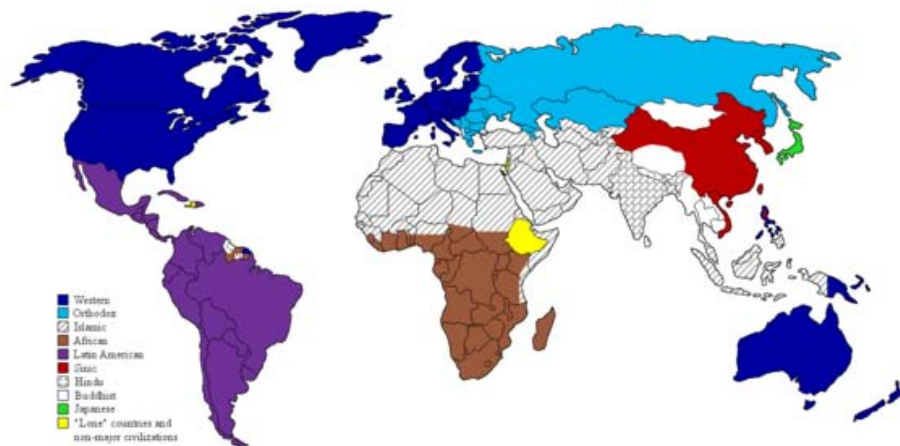 Western
Orthodox
Islamic
African
Latin American
Sinic
Hindu
Buddhist
Japanese
"Lone" countries and
non-major civilizations